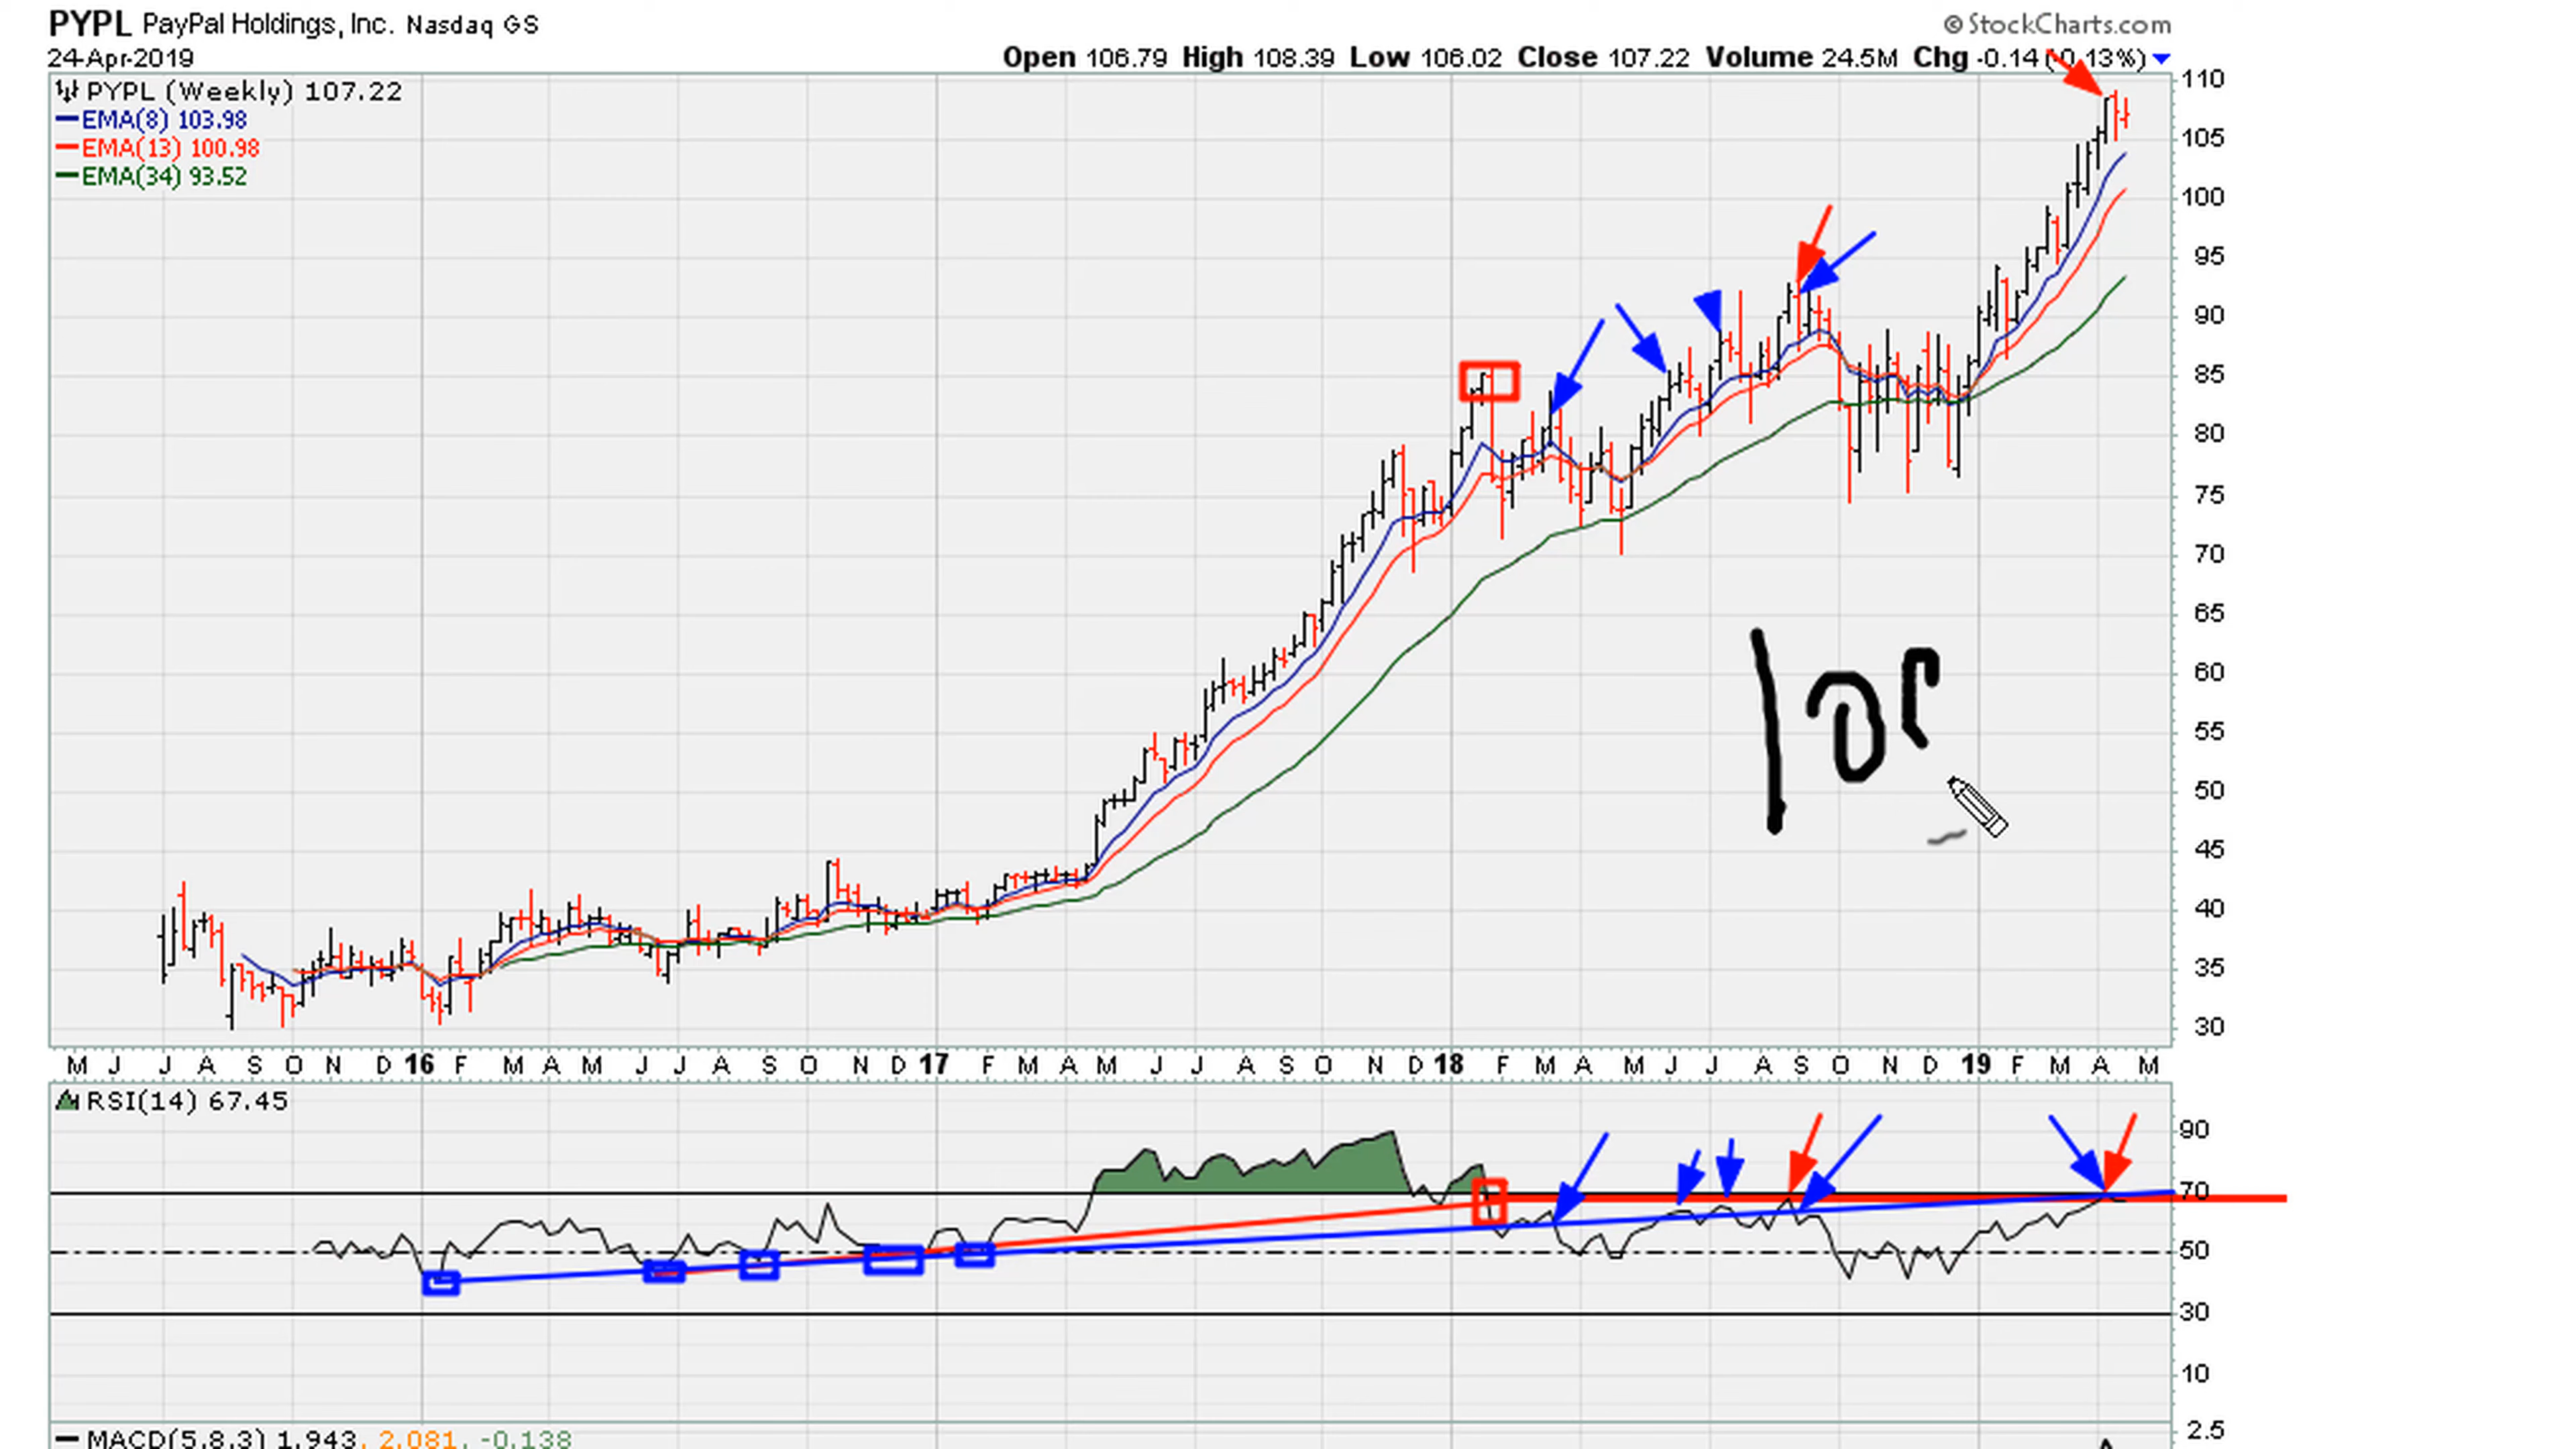 PYPL PayPal Holdings, Inc. Nasdaq GS
© StockCharts.com
24-Apr-2019
Open 106.79 High 108.39 Low 106.02 Close 107.22 Volume 24.5M Chg -0.14 (-0.13%)
PYPL (Weekly) 107.22
EMA(8) 103.98
EMA(13) 100.98
EMA(34) 93.52
110
105
100
95
90
85
80
75
70
65
60
55
50
45
40
35
30
M J J A S O N D 16 F M A M J J A S O N D 17 F M A M J J A S O N D 18 F M A M J J A S O N D 19 F M A M
RSI(14) 67.45
90
70
50
30
10
MACD(5,8,3) 1.943, 2.081, -0.138
2.5